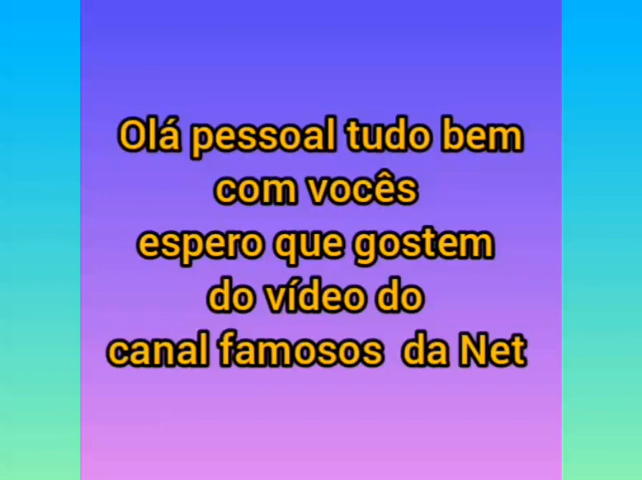 Olá pessoal tudo bem
com vocês
espero que gostem
do vídeo do
canal famosos da Net